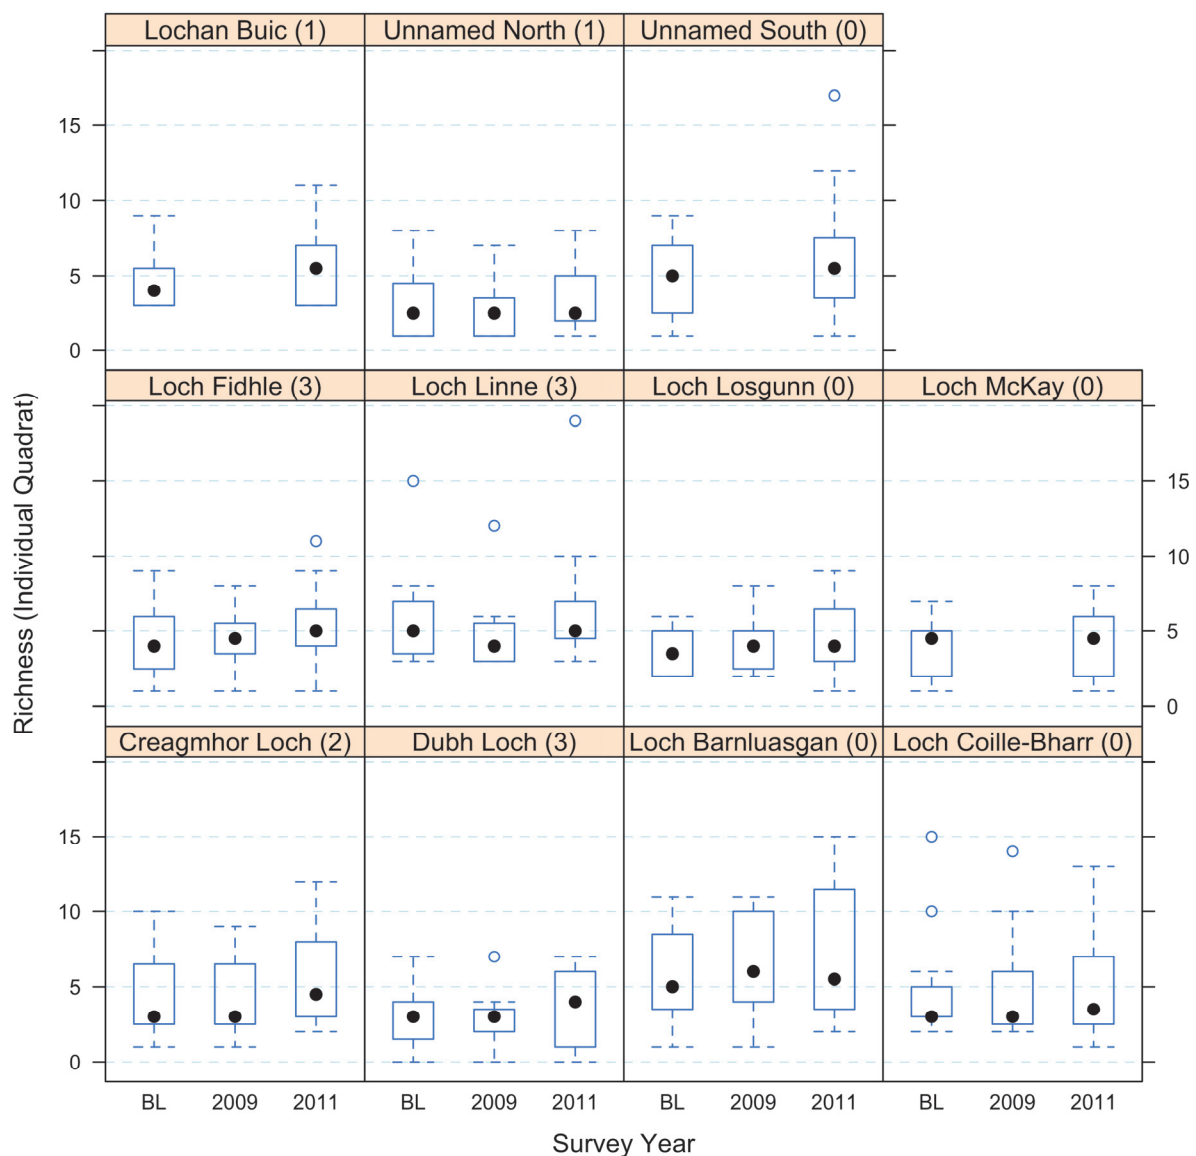 Lochan Buic (1) Unnamed North (1) Unnamed South (0)
15
10
5
0
Loch Fidhle (3) Loch Linne (3) Loch Losgunn (0) Loch McKay (0)
15
10
5
0
Creagmhor Loch (2) Dubh Loch (3) Loch Barnluasgan (0) Loch Coille-Bharr (0)
15
10
5
0
BL 2009 2011 BL 2009 2011 BL 2009 2011 BL 2009 2011
Survey Year
Richness (Individual Quadrat)